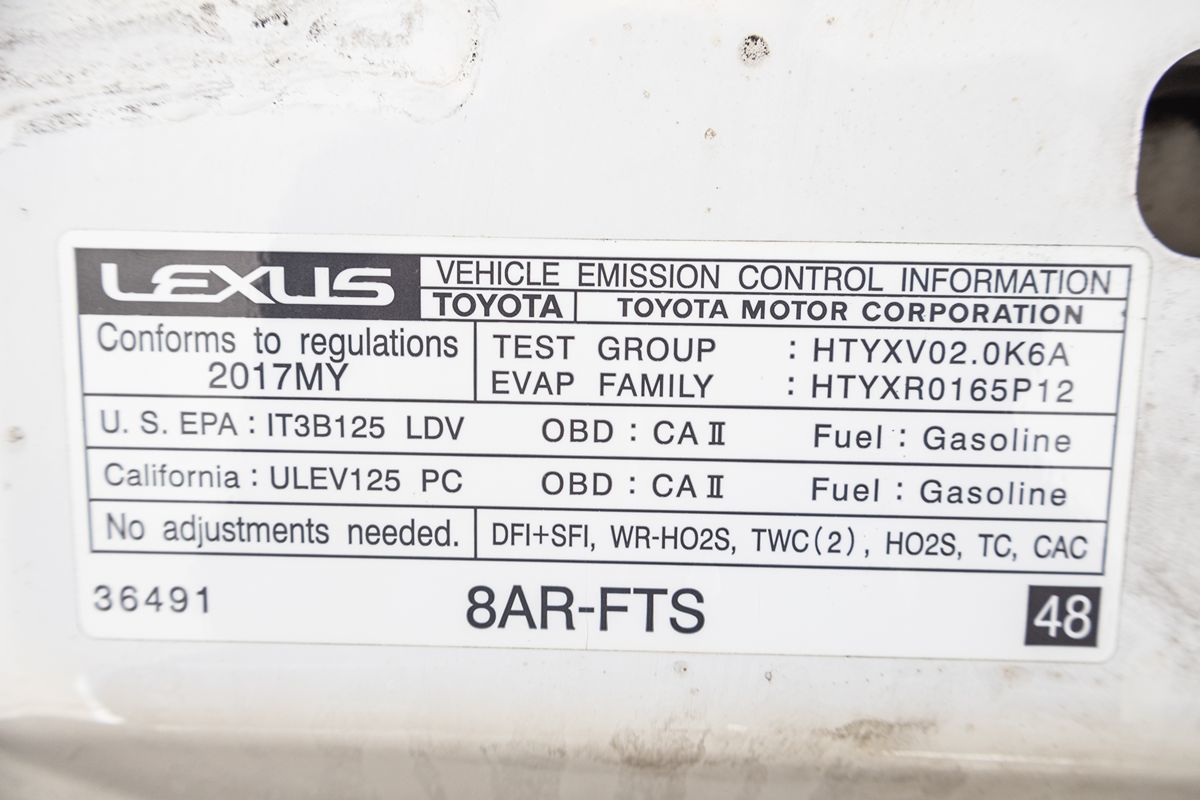 LEXUS VEHICLE EMISSION CONTROL INFORMATION
TOYOTA TOYOTA MOTOR CORPORATION
Conforms to regulations TEST GROUP : HTYXV02.0K6A
2017MY EVAP FAMILY : HTYXR0165P12
U. S. EPA : IT3B125 LDV OBD : CA II Fuel : Gasoline
California : ULEV125 PC OBD : CA II Fuel : Gasoline
No adjustments needed. DFI+SFI, WR-HO2S, TWC(2), HO2S, TC, CAC
36491 8AR-FTS 48